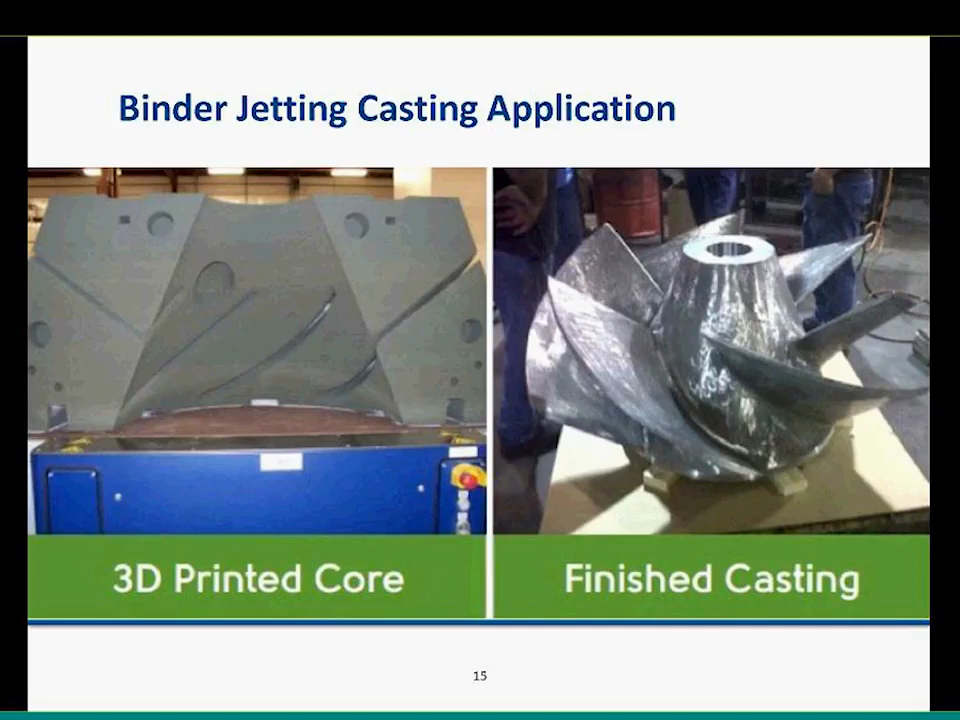 Binder Jetting Casting Application
3D Printed Core
Finished Casting
15